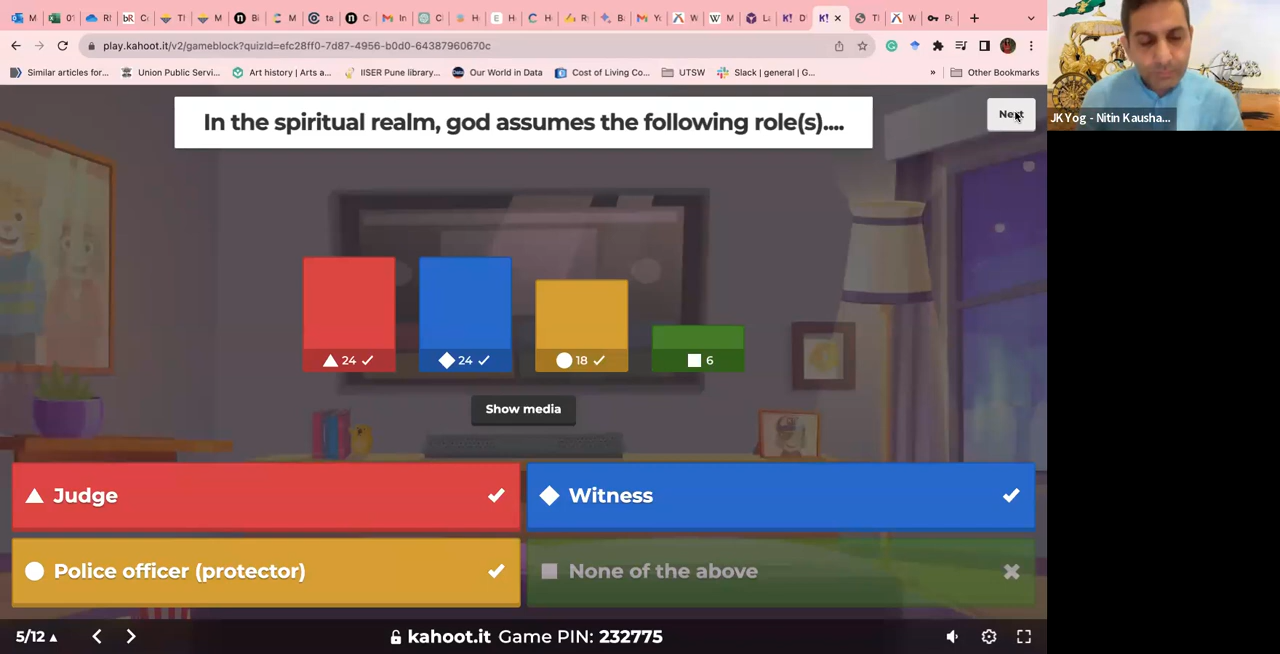 play.kahoot.it/v2/gameblock?quizId=efc28ff0-7d87-4956-b0d0-64387960670c
Similar articles for... Union Public Servi... Art history | Arts a... IISER Pune library... Our World in Data Cost of Living Co... UTSW Slack | general | G... » Other Bookmarks
In the spiritual realm, god assumes the following role(s)....
Next
JKYog - Nitin Kausha...
24 24 18 6
Show media
Judge
Witness
Police officer (protector)
None of the above
5/12
kahoot.it Game PIN: 232775